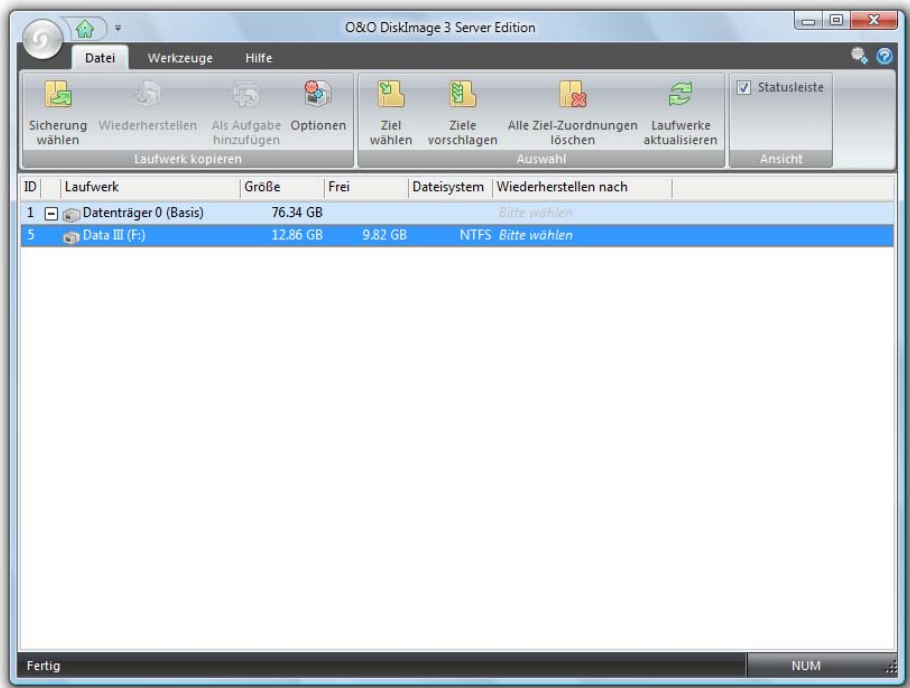 O&O DiskImage 3 Server Edition
Datei Werkzeuge Hilfe
Sicherung wählen
Wiederherstellen
Als Aufgabe hinzufügen
Optionen
Laufwerk kopieren
Ziel wählen
Ziele vorschlagen
Alle Ziel-Zuordnungen löschen
Laufwerke aktualisieren
Auswahl
Statusleiste
Ansicht
ID Laufwerk Größe Frei Dateisystem Wiederherstellen nach
1 Datenträger 0 (Basis) 76.34 GB Bitte wählen
5 Data III (F:) 12.86 GB 9.82 GB NTFS Bitte wählen
Fertig NUM